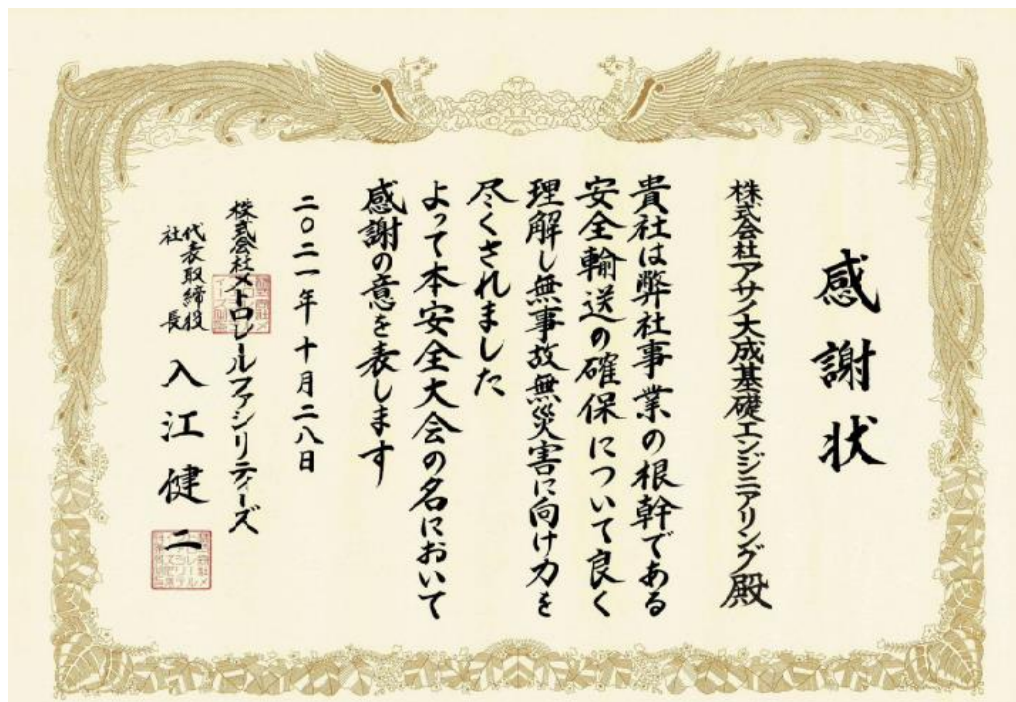 感謝状
株式会社アサノ大成基礎エンジニアリング殿
貴社は弊社事業の根幹である
安全輸送の確保について良く
理解し無事故無災害に向け力を
尽くされました
よって本安全大会の名において
感謝の意を表します
二〇二一年十月二八日
株式会社メトロレールファシリティーズ
代表取締役
社長
入江健二